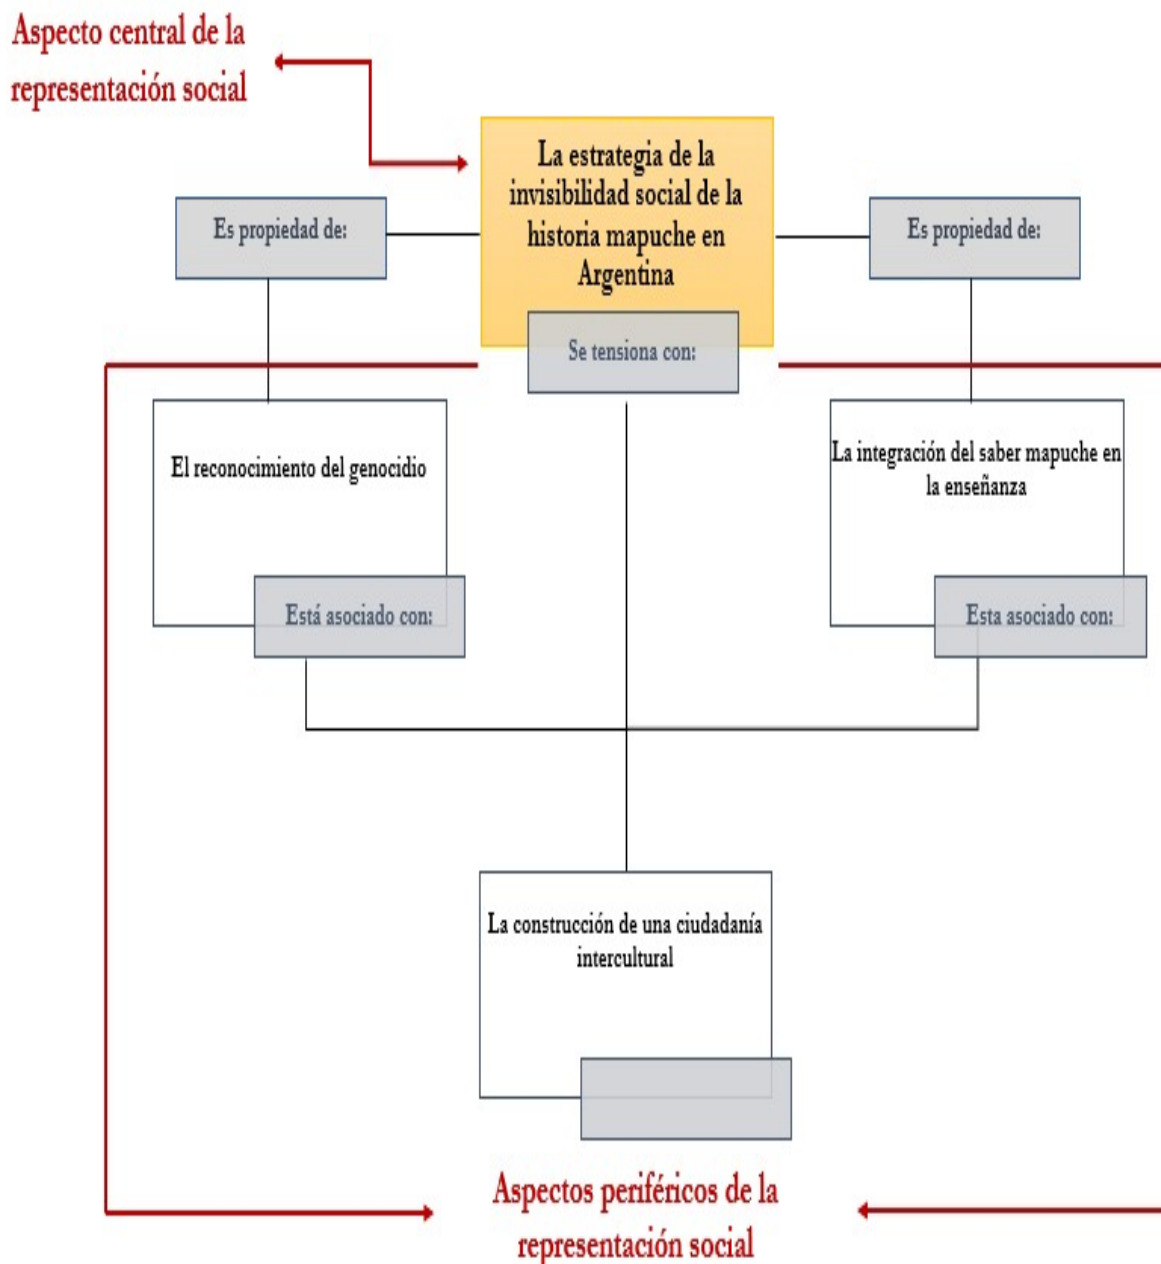 Aspecto central de la
representación social
La estrategia de la
invisibilidad social de la
historia mapuche en
Argentina
Es propiedad de:
Es propiedad de:
Se tensiona con:
El reconocimiento del genocidio
La integración del saber mapuche en
la enseñanza
Está asociado con:
Esta asociado con:
La construcción de una ciudadanía
intercultural
Aspectos periféricos de la
representación social